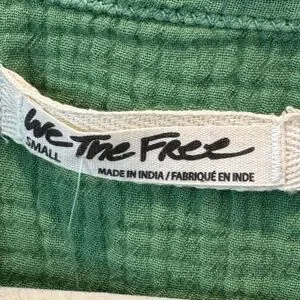 We The Free
SMALL
MADE IN INDIA / FABRIQUÉ EN INDE